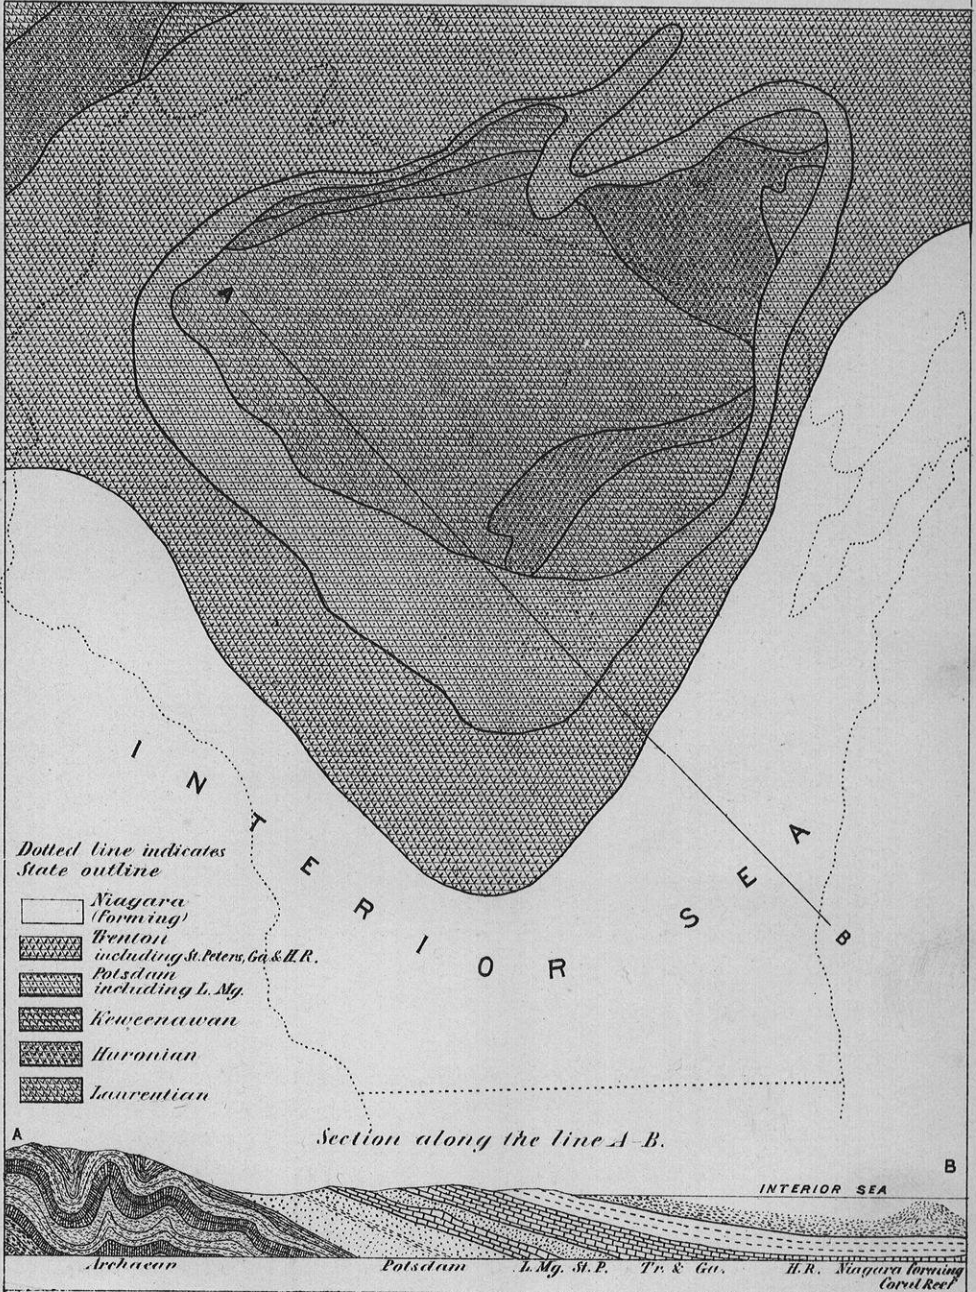 A
INTERIOR SEA
B
Dotted line indicates
State outline
Niagara
(forming)
Trenton
including St. Peters, Ga & H.R.
Potsdam
including L. Mg.
Keweenawan
Huronian
Laurentian
Section along the line A-B.
A
B
INTERIOR SEA
Archaean Potsdam L. Mg. St. P. Tr. & Ga. H.R. Niagara forming
Coral Reef